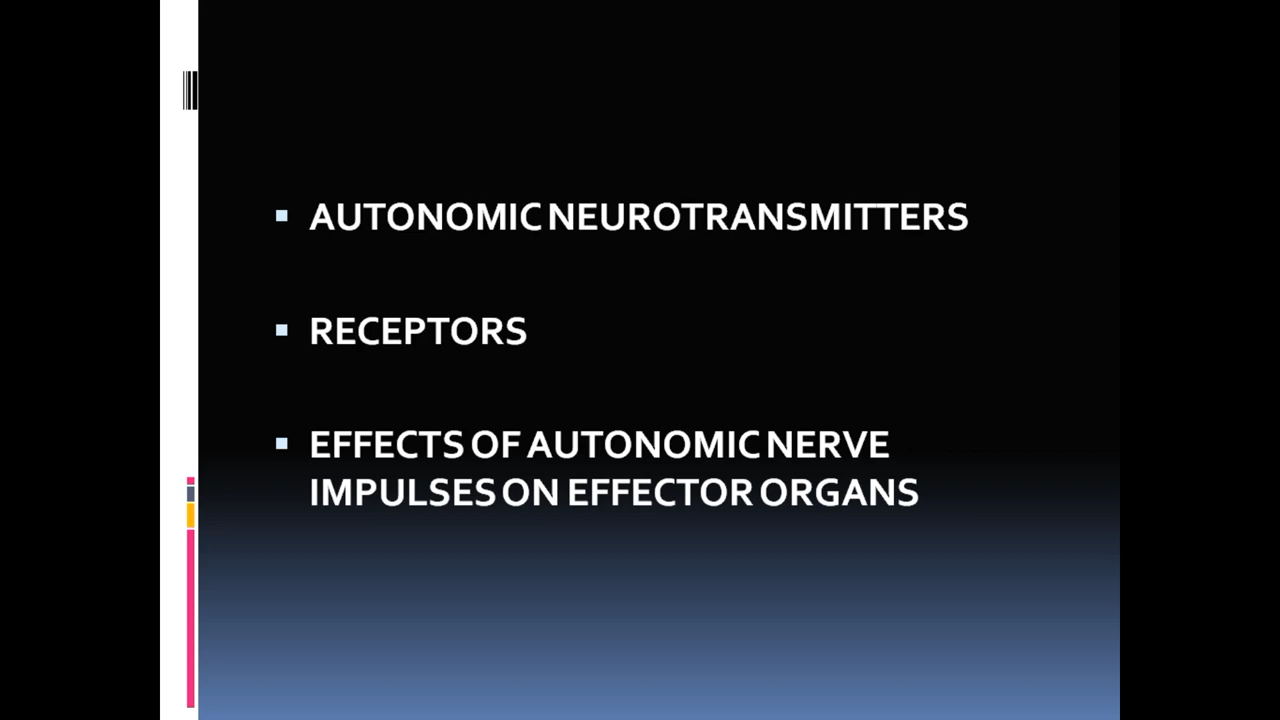 AUTONOMIC NEUROTRANSMITTERS
RECEPTORS
EFFECTS OF AUTONOMIC NERVE
IMPULSES ON EFFECTOR ORGANS